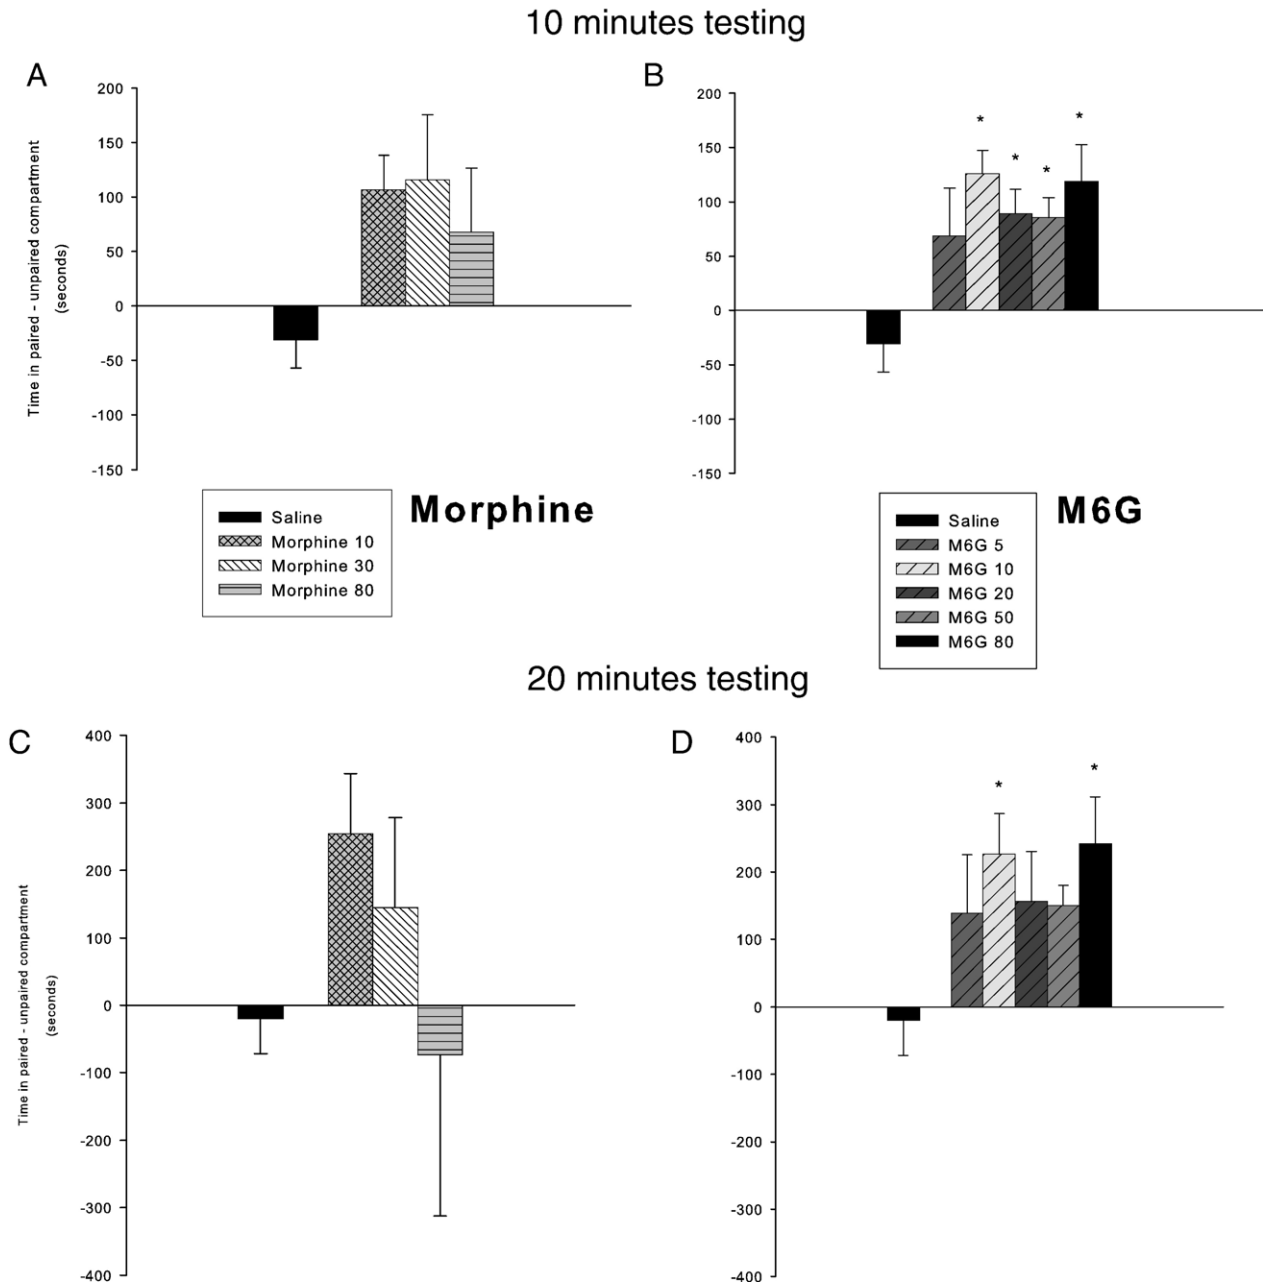 10 minutes testing
A
B
200
150
100
50
0
-50
-100
-150
Time in paired - unpaired compartment
(seconds)
200
150
100
50
0
-50
-100
-150
*
*
*
*
Saline
Morphine 10
Morphine 30
Morphine 80
Morphine
Saline
M6G 5
M6G 10
M6G 20
M6G 50
M6G 80
M6G
20 minutes testing
C
D
400
300
200
100
0
-100
-200
-300
-400
Time in paired - unpaired compartment
(seconds)
400
300
200
100
0
-100
-200
-300
-400
*
*